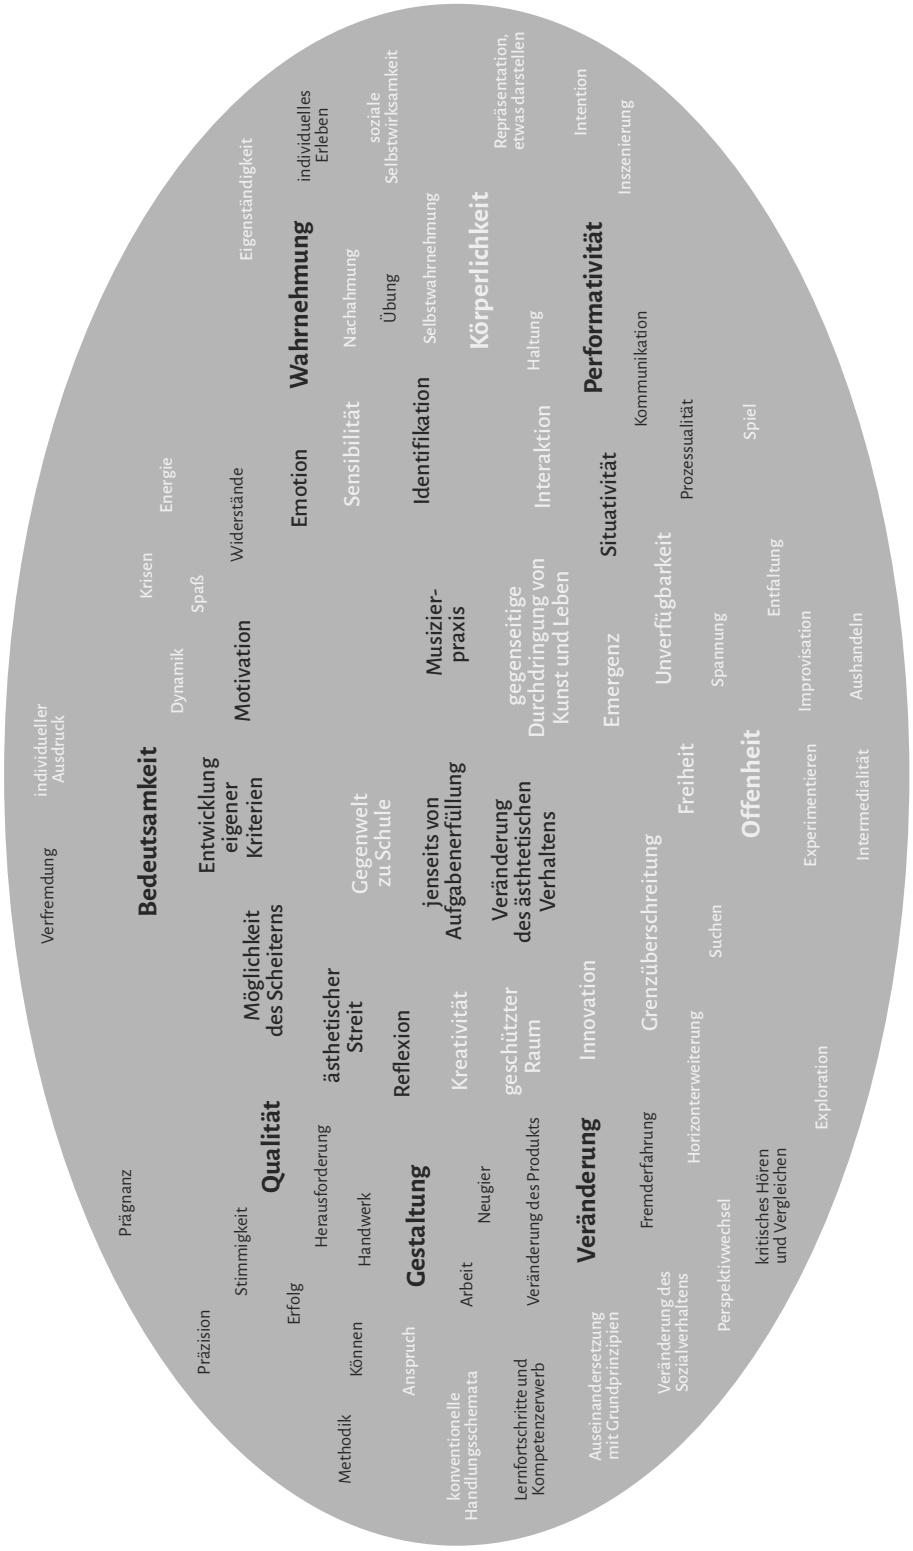 Verfremdung
individueller
Ausdruck
Prägnanz
Bedeutsamkeit
Krisen
Energie
Dynamik
Spaß
Präzision
Entwicklung
eigener
Kriterien
Stimmigkeit
Möglichkeit
des Scheiterns
Motivation
Widerstände
Eigenständigkeit
Qualität
Erfolg
Emotion
Wahrnehmung
individuelles
Erleben
Herausforderung
ästhetischer
Streit
Methodik
Können
Handwerk
Gegenwelt
zu Schule
Sensibilität
Nachahmung
Übung
soziale
Selbstwirksamkeit
Anspruch
Gestaltung
Reflexion
Identifikation
Selbstwahrnehmung
jenseits von
Aufgabenerfüllung
Musizier-
praxis
konventionelle
Handlungsschemata
Arbeit
Neugier
Kreativität
Körperlichkeit
Lernfortschritte und
Kompetenzerwerb
Veränderung des Produkts
geschützter
Raum
Veränderung
des ästhtetischen
Verhaltens
gegenseitige
Durchdringung von
Kunst und Leben
Interaktion
Haltung
Repräsentation,
etwas darstellen
Auseinandersetzung
mit Grundprinzipien
Veränderung
Innovation
Emergenz
Situativität
Performativität
Intention
Inszenierung
Fremderfahrung
Grenzüberschreitung
Unverfügbarkeit
Kommunikation
Veränderung des
Sozialverhaltens
Horizonterweiterung
Freiheit
Prozessualität
Perspektivwechsel
Suchen
Spannung
Offenheit
Spiel
kritisches Hören
und Vergleichen
Entfaltung
Exploration
Experimentieren
Improvisation
Intermedialität
Aushandeln